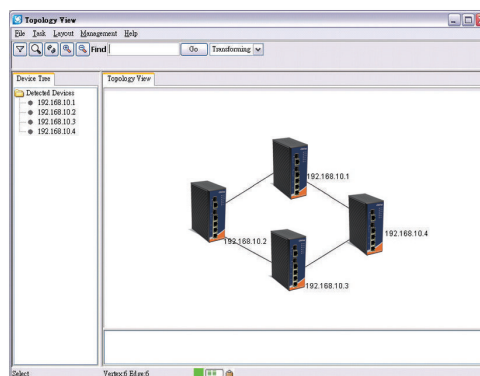 Topology View
File Task Layout Management Help
Find Go Transforming
Device Tree
Topology View
Detected Devices
192.168.10.1
192.168.10.2
192.168.10.3
192.168.10.4
192.168.10.1
192.168.10.2
192.168.10.4
192.168.10.3
Select Vertex:6 Edge:6